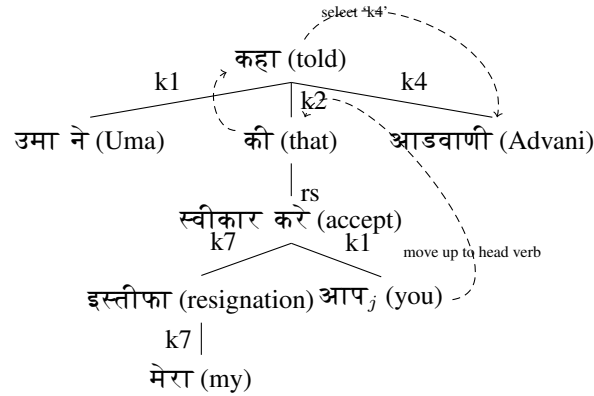 select 'k4'
कहा (told)
k1 k2 k4
उमा ने (Uma) की (that) आडवाणी (Advani)
rs
स्वीकार करे (accept)
k7 k1
move up to head verb
इस्तीफा (resignation) आपj (you)
k7
मेरा (my)